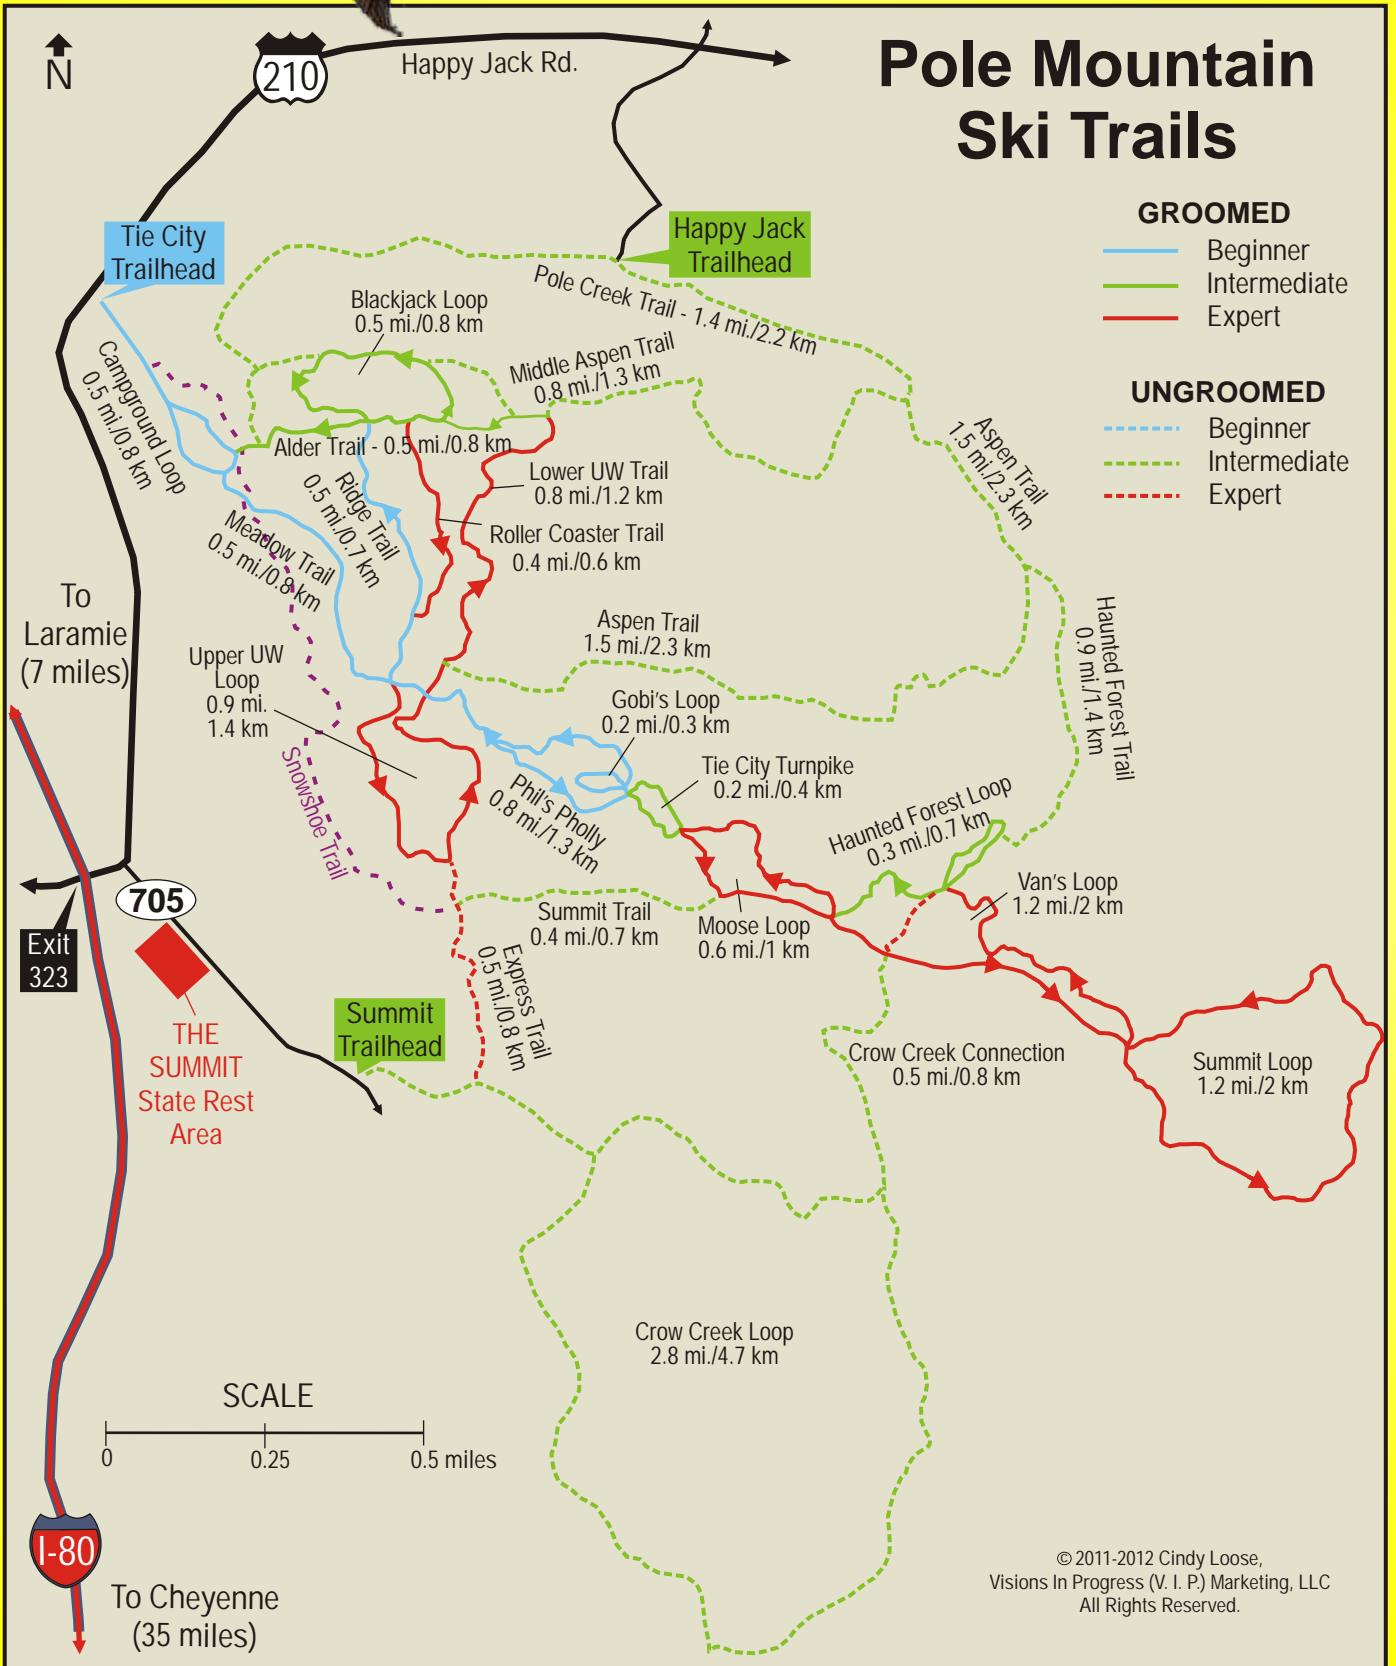 N
210
Happy Jack Rd.
Pole Mountain
Ski Trails
GROOMED
Beginner
Intermediate
Expert
UNGROOMED
Beginner
Intermediate
Expert
Tie City
Trailhead
Happy Jack
Trailhead
Pole Creek Trail - 1.4 mi./2.2 km
Blackjack Loop
0.5 mi./0.8 km
Middle Aspen Trail
0.8 mi./1.3 km
Campground Loop
0.5 mi./0.8 km
Alder Trail - 0.5 mi./0.8 km
Aspen Trail
1.5 mi./2.3 km
Lower UW Trail
0.8 mi./1.2 km
Ridge Trail
0.5 mi./0.7 km
Roller Coaster Trail
0.4 mi./0.6 km
Meadow Trail
0.5 mi./0.8 km
To
Laramie
(7 miles)
Aspen Trail
1.5 mi./2.3 km
Haunted Forest Trail
0.9 mi./1.4 km
Upper UW
Loop
0.9 mi.
1.4 km
Gobi's Loop
0.2 mi./0.3 km
Tie City Turnpike
0.2 mi./0.4 km
Snowshoe Trail
Phil's Pholly
0.8 mi./1.3 km
Haunted Forest Loop
0.3 mi./0.7 km
Van's Loop
1.2 mi./2 km
705
Summit Trail
0.4 mi./0.7 km
Moose Loop
0.6 mi./1 km
Exit
323
Express Trail
0.5 mi./0.8 km
Summit
Trailhead
THE
SUMMIT
State Rest
Area
Crow Creek Connection
0.5 mi./0.8 km
Summit Loop
1.2 mi./2 km
Crow Creek Loop
2.8 mi./4.7 km
SCALE
0 0.25 0.5 miles
I-80
To Cheyenne
(35 miles)
© 2011-2012 Cindy Loose,
Visions In Progress (V. I. P.) Marketing, LLC
All Rights Reserved.